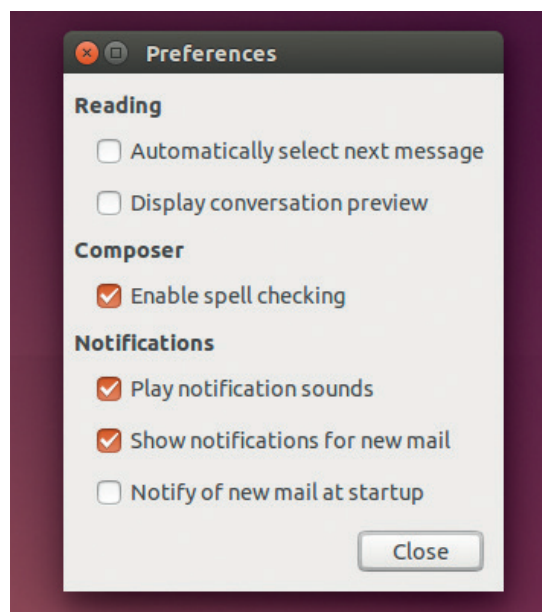 Preferences
Reading
Automatically select next message
Display conversation preview
Composer
Enable spell checking
Notifications
Play notification sounds
Show notifications for new mail
Notify of new mail at startup
Close